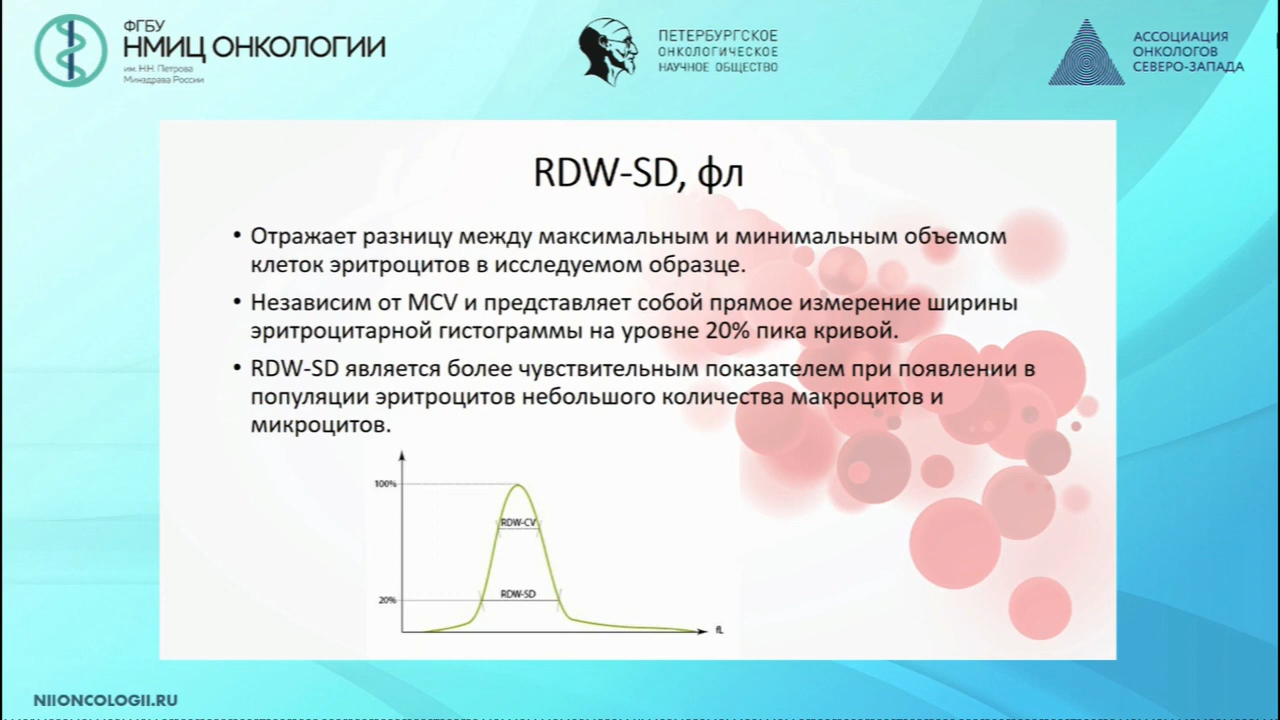 ФГБУ
НМИЦ ОНКОЛОГИИ
им. Н.Н. Петрова
Минздрава России
ПЕТЕРБУРГСКОЕ
ОНКОЛОГИЧЕСКОЕ
НАУЧНОЕ ОБЩЕСТВО
АССОЦИАЦИЯ
ОНКОЛОГОВ
СЕВЕРО-ЗАПАДА
RDW-SD, фл
• Отражает разницу между максимальным и минимальным объемом
клеток эритроцитов в исследуемом образце.
• Независим от MCV и представляет собой прямое измерение ширины
эритроцитарной гистограммы на уровне 20% пика кривой.
• RDW-SD является более чувствительным показателем при появлении в
популяции эритроцитов небольшого количества макроцитов и
микроцитов.
100%
RDW-CV
20%
RDW-SD
fL
NIIONCOLOGII.RU